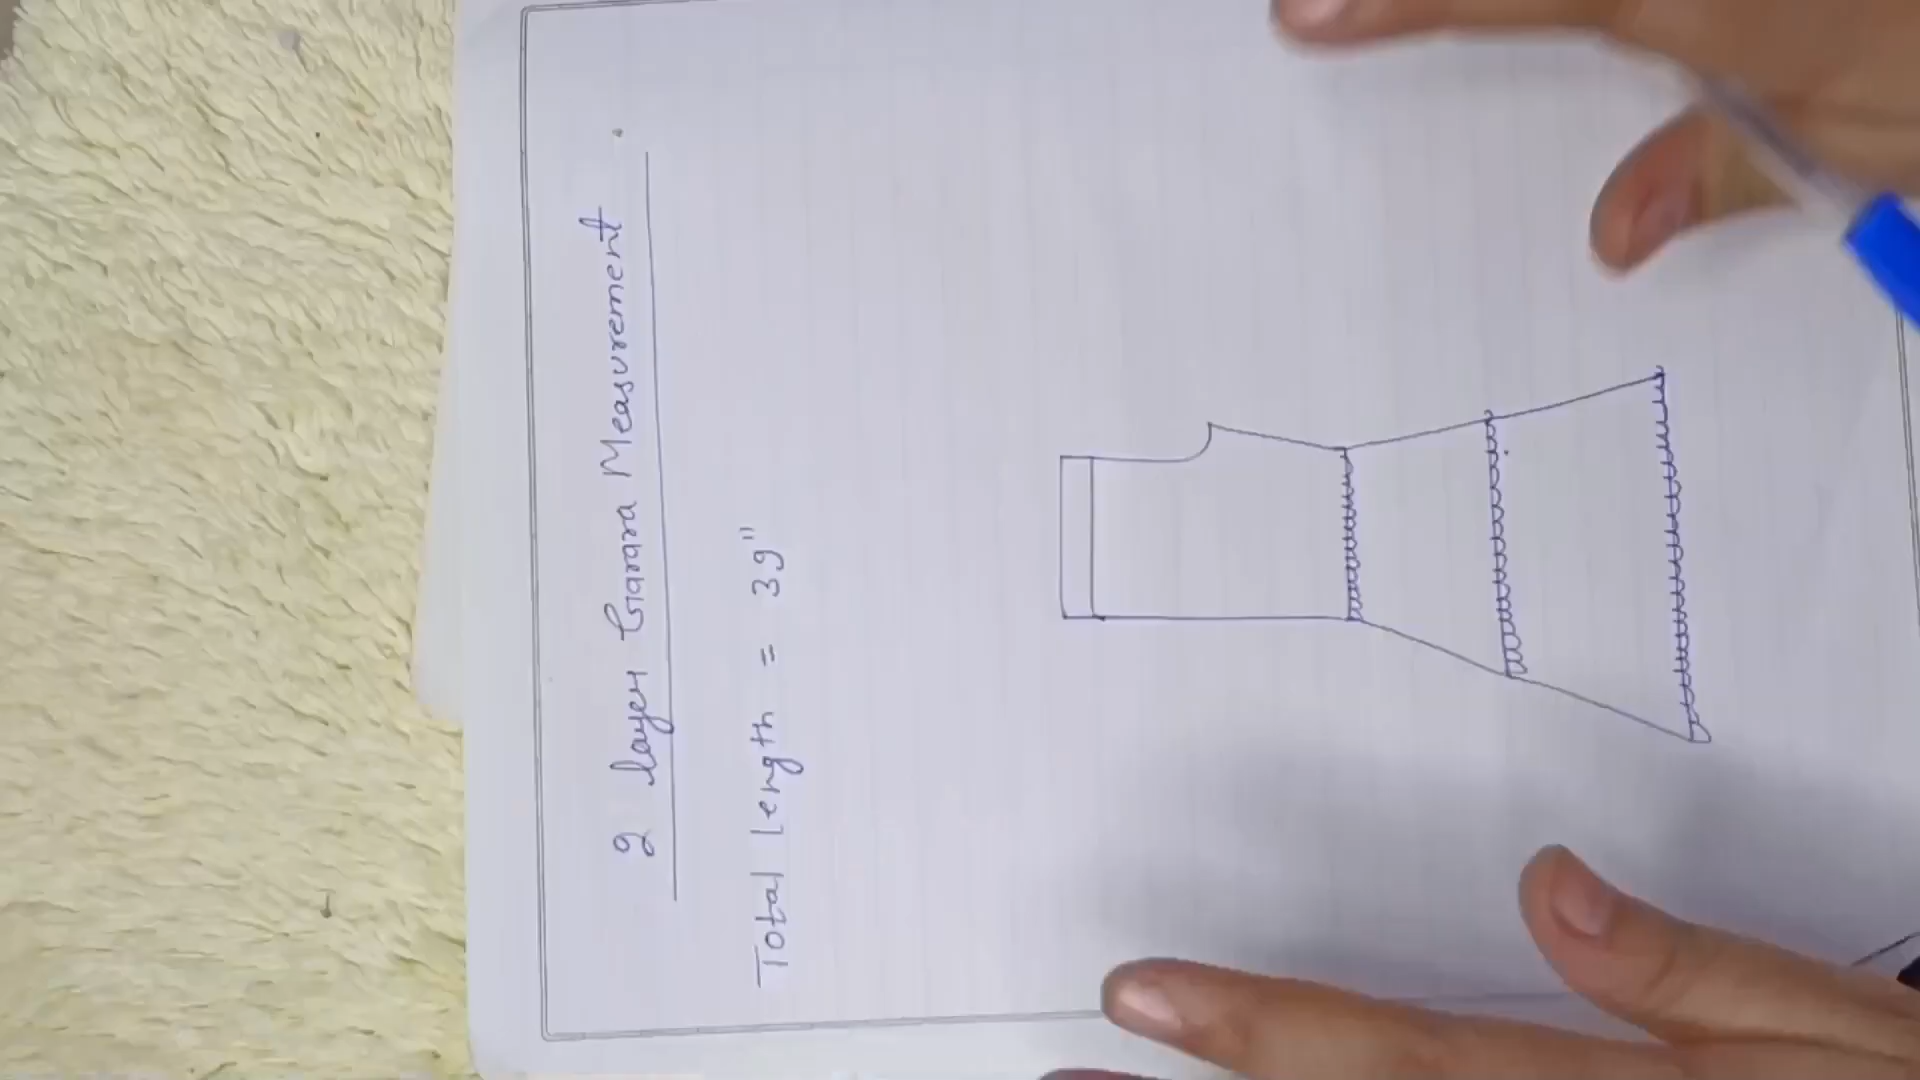 2 layer Garara Measurement.
Total length = 39"